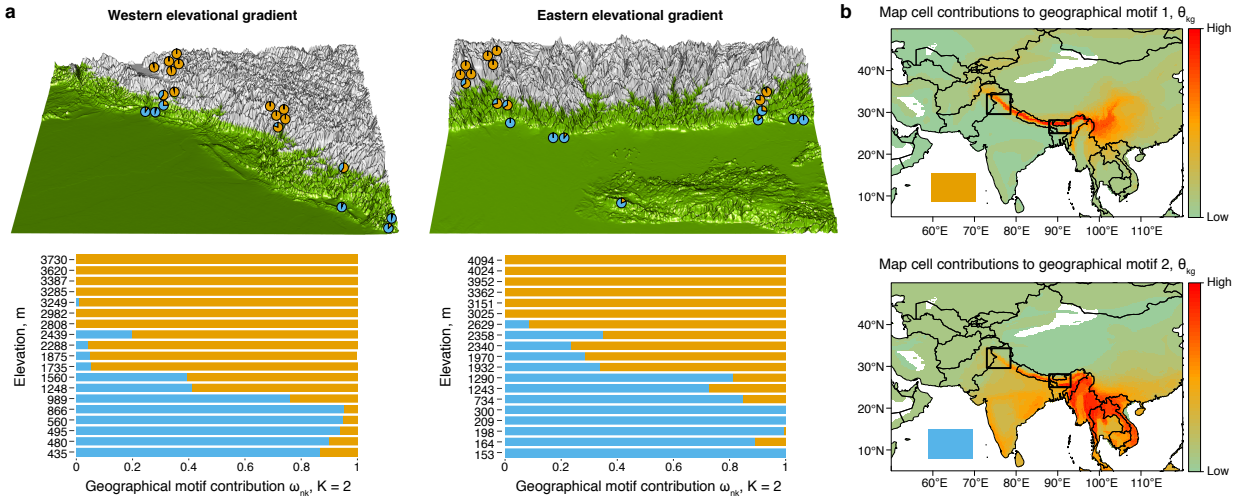 a
Western elevational gradient
Eastern elevational gradient
Elevation, m
3730
3620
3387
3285
3249
2982
2808
2439
2288
1875
1735
1560
1248
989
866
560
495
480
435
0 0.2 0.4 0.6 0.8 1
Geographical motif contribution ωnk, K = 2
Elevation, m
4094
4024
3952
3362
3151
3025
2629
2358
2340
1970
1932
1290
1243
734
300
209
198
164
153
0 0.2 0.4 0.6 0.8 1
Geographical motif contribution ωnk, K = 2
b
Map cell contributions to geographical motif 1, θkg
40°N
30°N
20°N
10°N
50°E 60°E 70°E 80°E 90°E 100°E 110°E
High
Low
Map cell contributions to geographical motif 2, θkg
40°N
30°N
20°N
10°N
50°E 60°E 70°E 80°E 90°E 100°E 110°E
High
Low